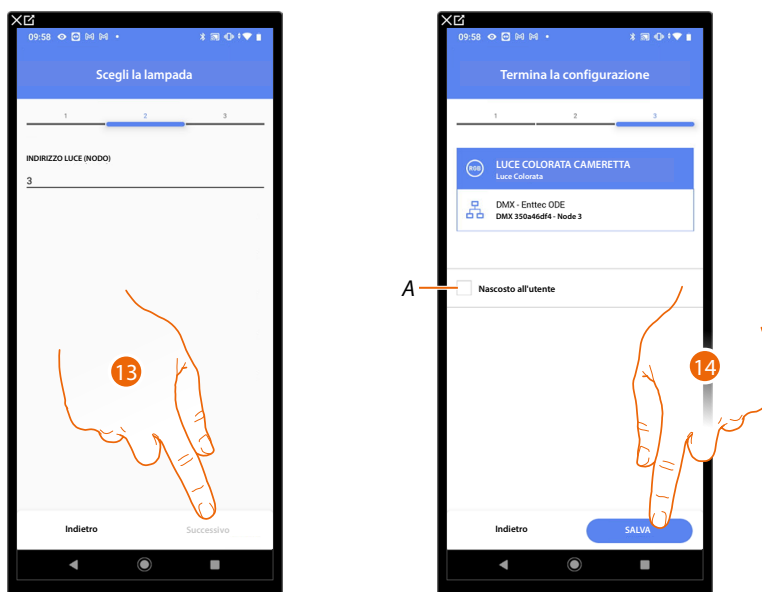 09:58
Scegli la lampada
1 2 3
INDIRIZZO LUCE (NODO)
3
13
Indietro Successivo
09:58
Termina la configurazione
1 2 3
RGB
LUCE COLORATA CAMERETTA
Luce Colorata
DMX - Enttec ODE
DMX 350a46df4 - Node 3
A
Nascosto all'utente
14
Indietro SALVA